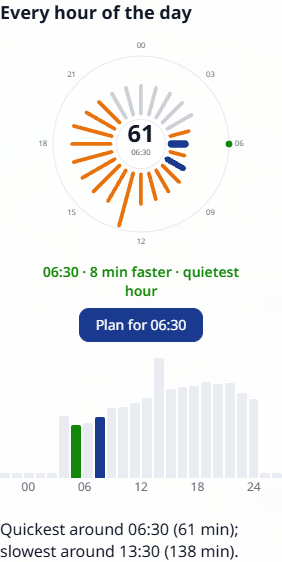 Every hour of the day
00
21
03
61
06:30
18
06
15
09
12
06:30 · 8 min faster · quietest
hour
Plan for 06:30
00 06 12 18 24
Quickest around 06:30 (61 min);
slowest around 13:30 (138 min).